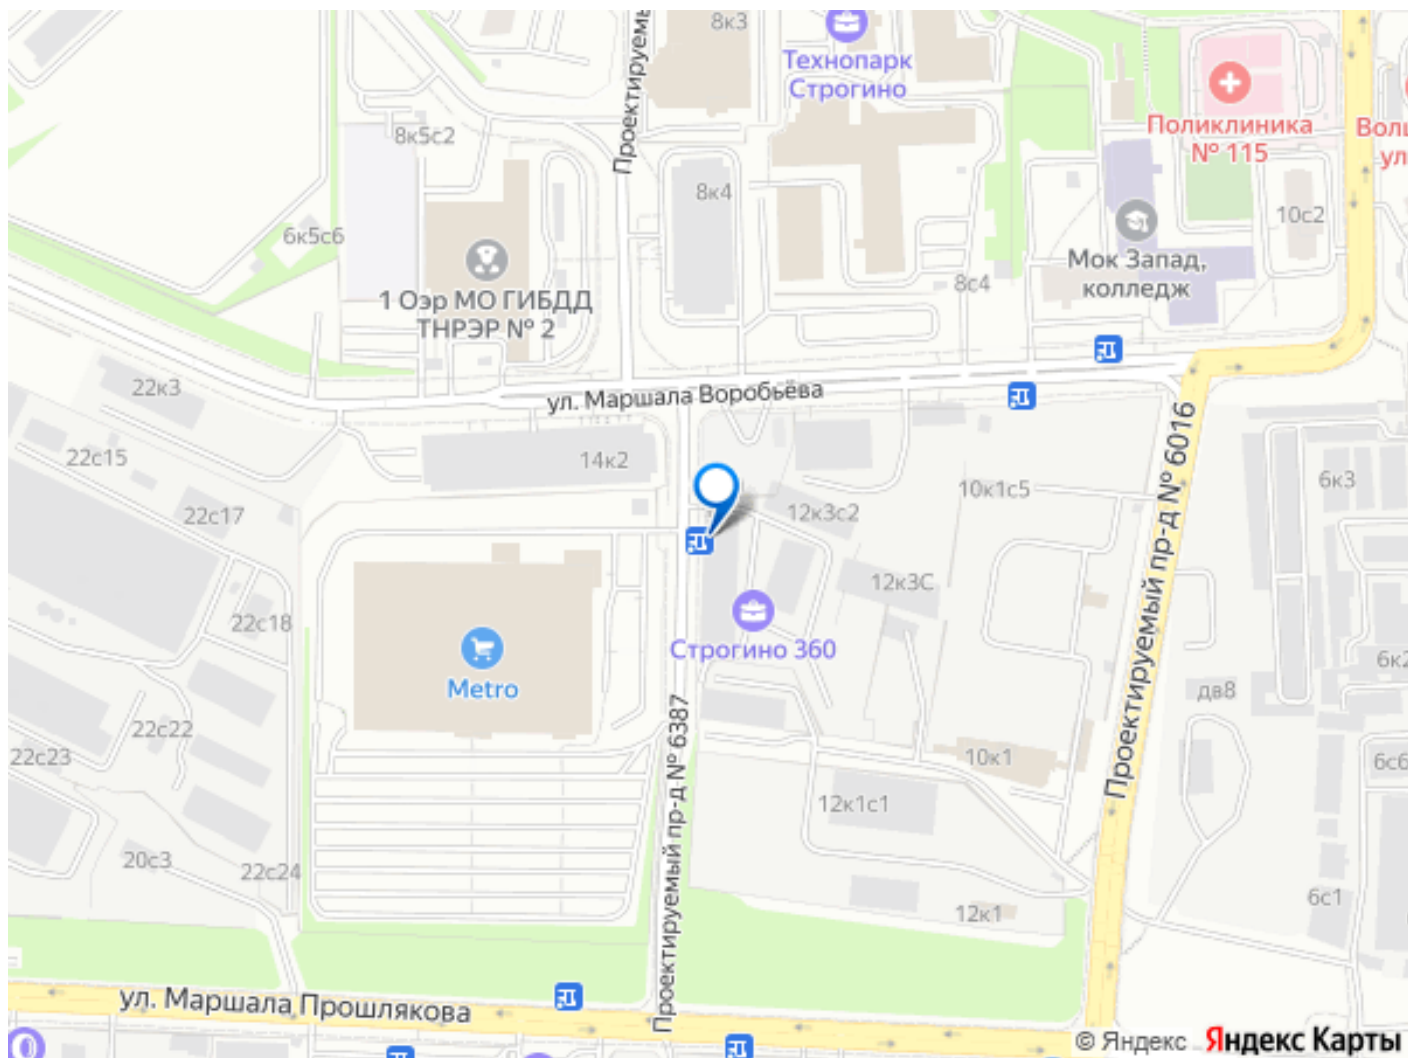 8к3
Проектируемы
Технопарк
Строгино
Поликлиника
№ 115
8к5с2
8к4
10с2
6к5с6
Мок Запад,
колледж
8с4
1 Оэр МО ГИБДД
ТНРЭР № 2
22к3
ул. Маршала Воробьёва
22с15
14к2
6к3
10к1с5
22с17
12к3с2
Проектируемый пр-д № 6016
12к3С
22с18
Строгино 360
6к2
Metro
дв8
22с22
22с23
10к1
6с6
Проектируемый пр-д № 6387
12к1с1
20с3
22с24
6с1
12к1
ул. Маршала Прошлякова
© Яндекс Яндекс Карты